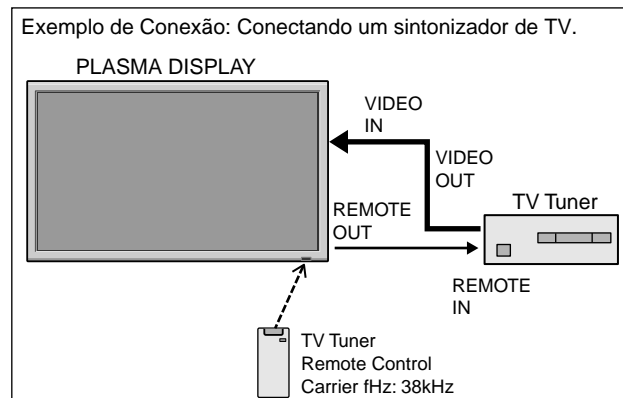 Exemplo de Conexão: Conectando um sintonizador de TV.
PLASMA DISPLAY
VIDEO
IN
VIDEO
OUT
TV Tuner
REMOTE
OUT
REMOTE
IN
TV Tuner
Remote Control
Carrier fHz: 38kHz